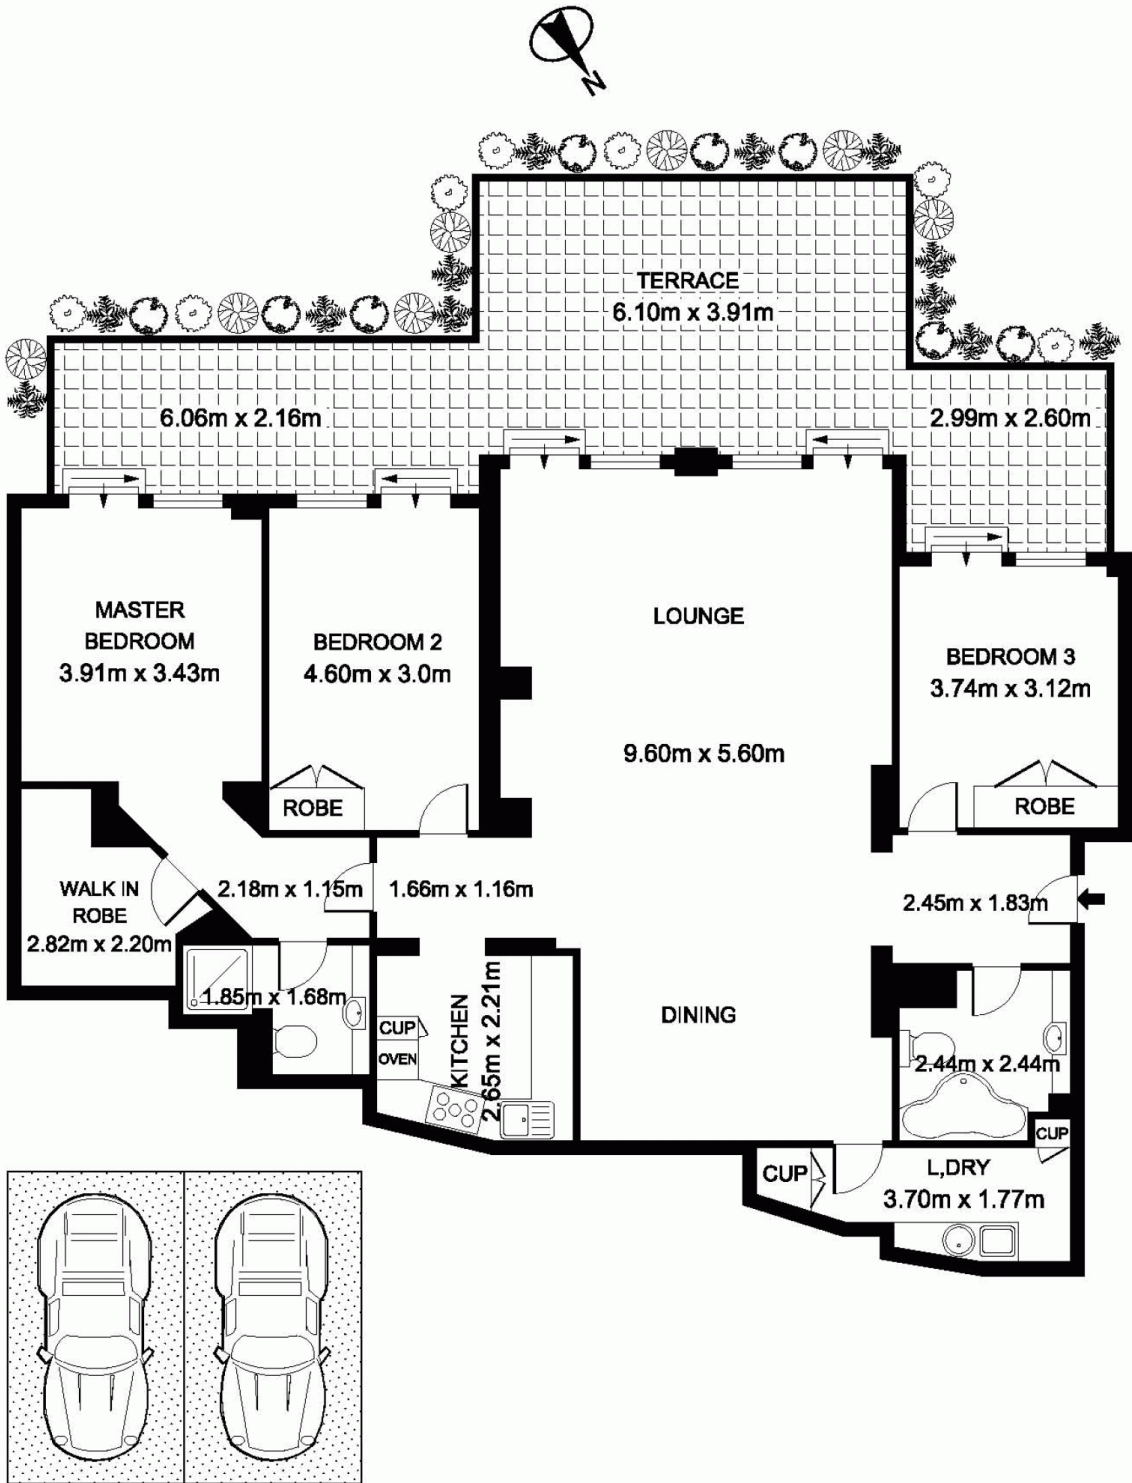 N
TERRACE
6.10m x 3.91m
6.06m x 2.16m
2.99m x 2.60m
MASTER
BEDROOM
3.91m x 3.43m
BEDROOM 2
4.60m x 3.0m
LOUNGE
9.60m x 5.60m
BEDROOM 3
3.74m x 3.12m
ROBE
ROBE
WALK IN
ROBE
2.82m x 2.20m
2.18m x 1.15m
1.66m x 1.16m
2.45m x 1.83m
1.85m x 1.68m
CUP
OVEN
KITCHEN
2.65m x 2.21m
DINING
2.44m x 2.44m
CUP
CUP
L,DRY
3.70m x 1.77m